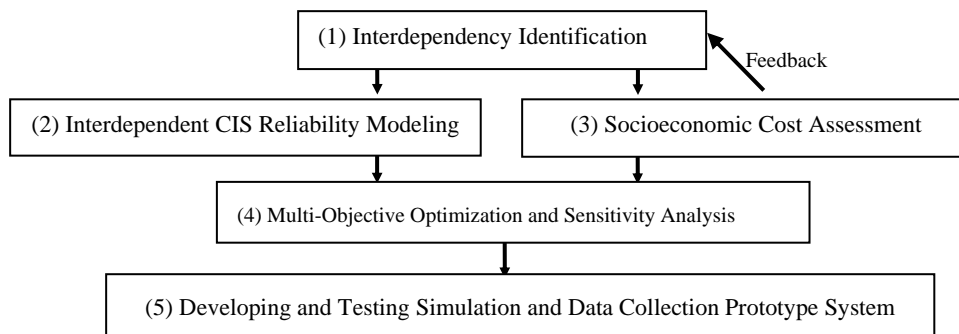 (1) Interdependency Identification
Feedback
(2) Interdependent CIS Reliability Modeling
(3) Socioeconomic Cost Assessment
(4) Multi-Objective Optimization and Sensitivity Analysis
(5) Developing and Testing Simulation and Data Collection Prototype System